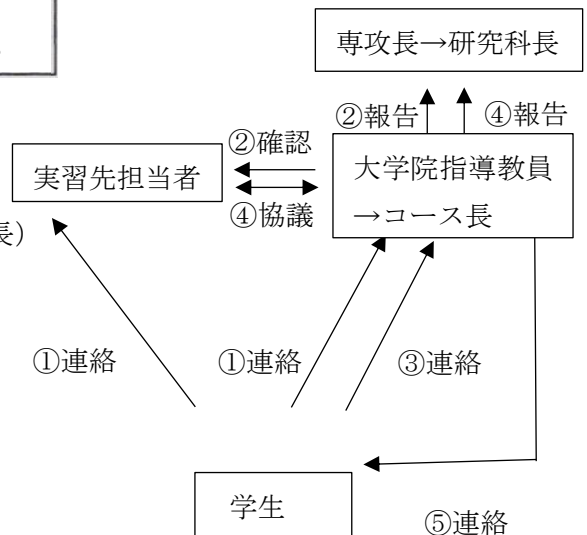 専攻長→研究科長
②報告
④報告
②確認
実習先担当者
大学院指導教員
→コース長
④協議
長）
①連絡
①連絡
③連絡
学生
⑤連絡